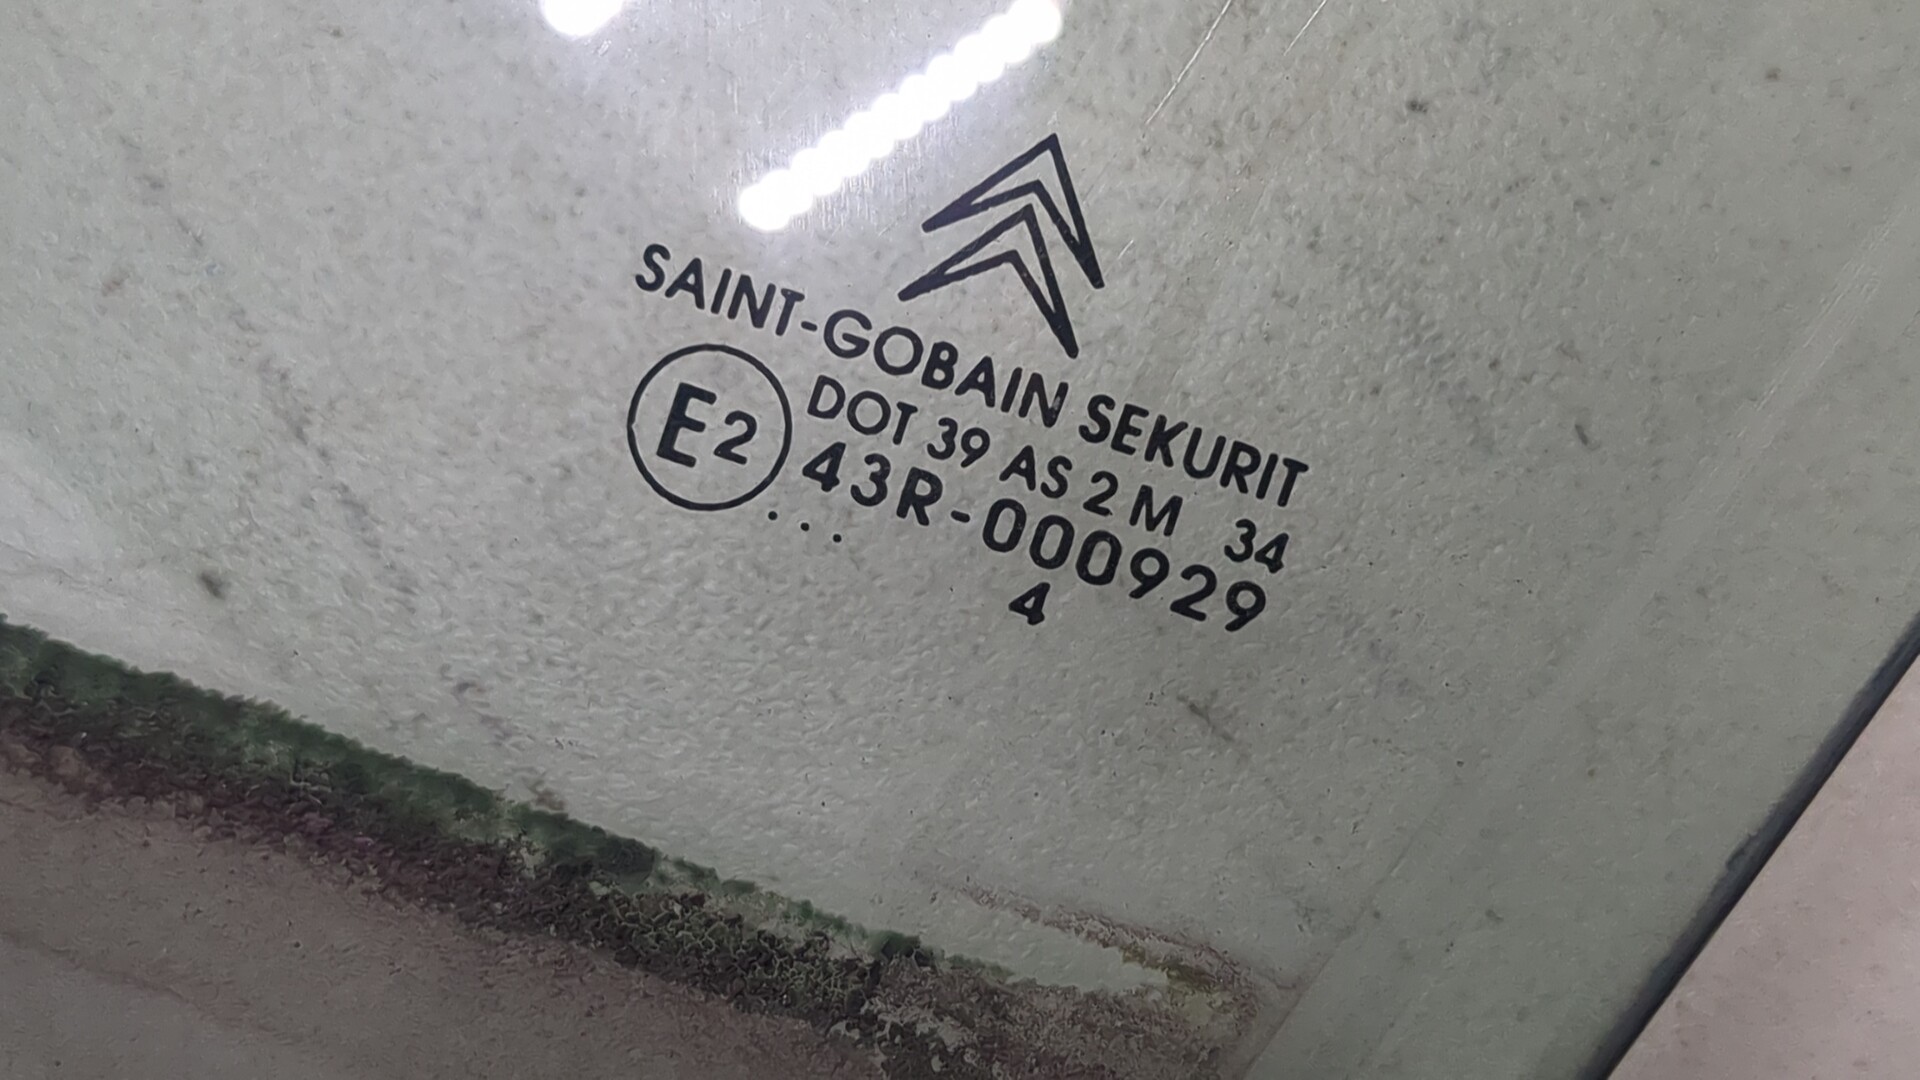 SAINT-GOBAIN SEKURIT
E2
DOT 39 AS 2 M 34
43R-000929
... 4